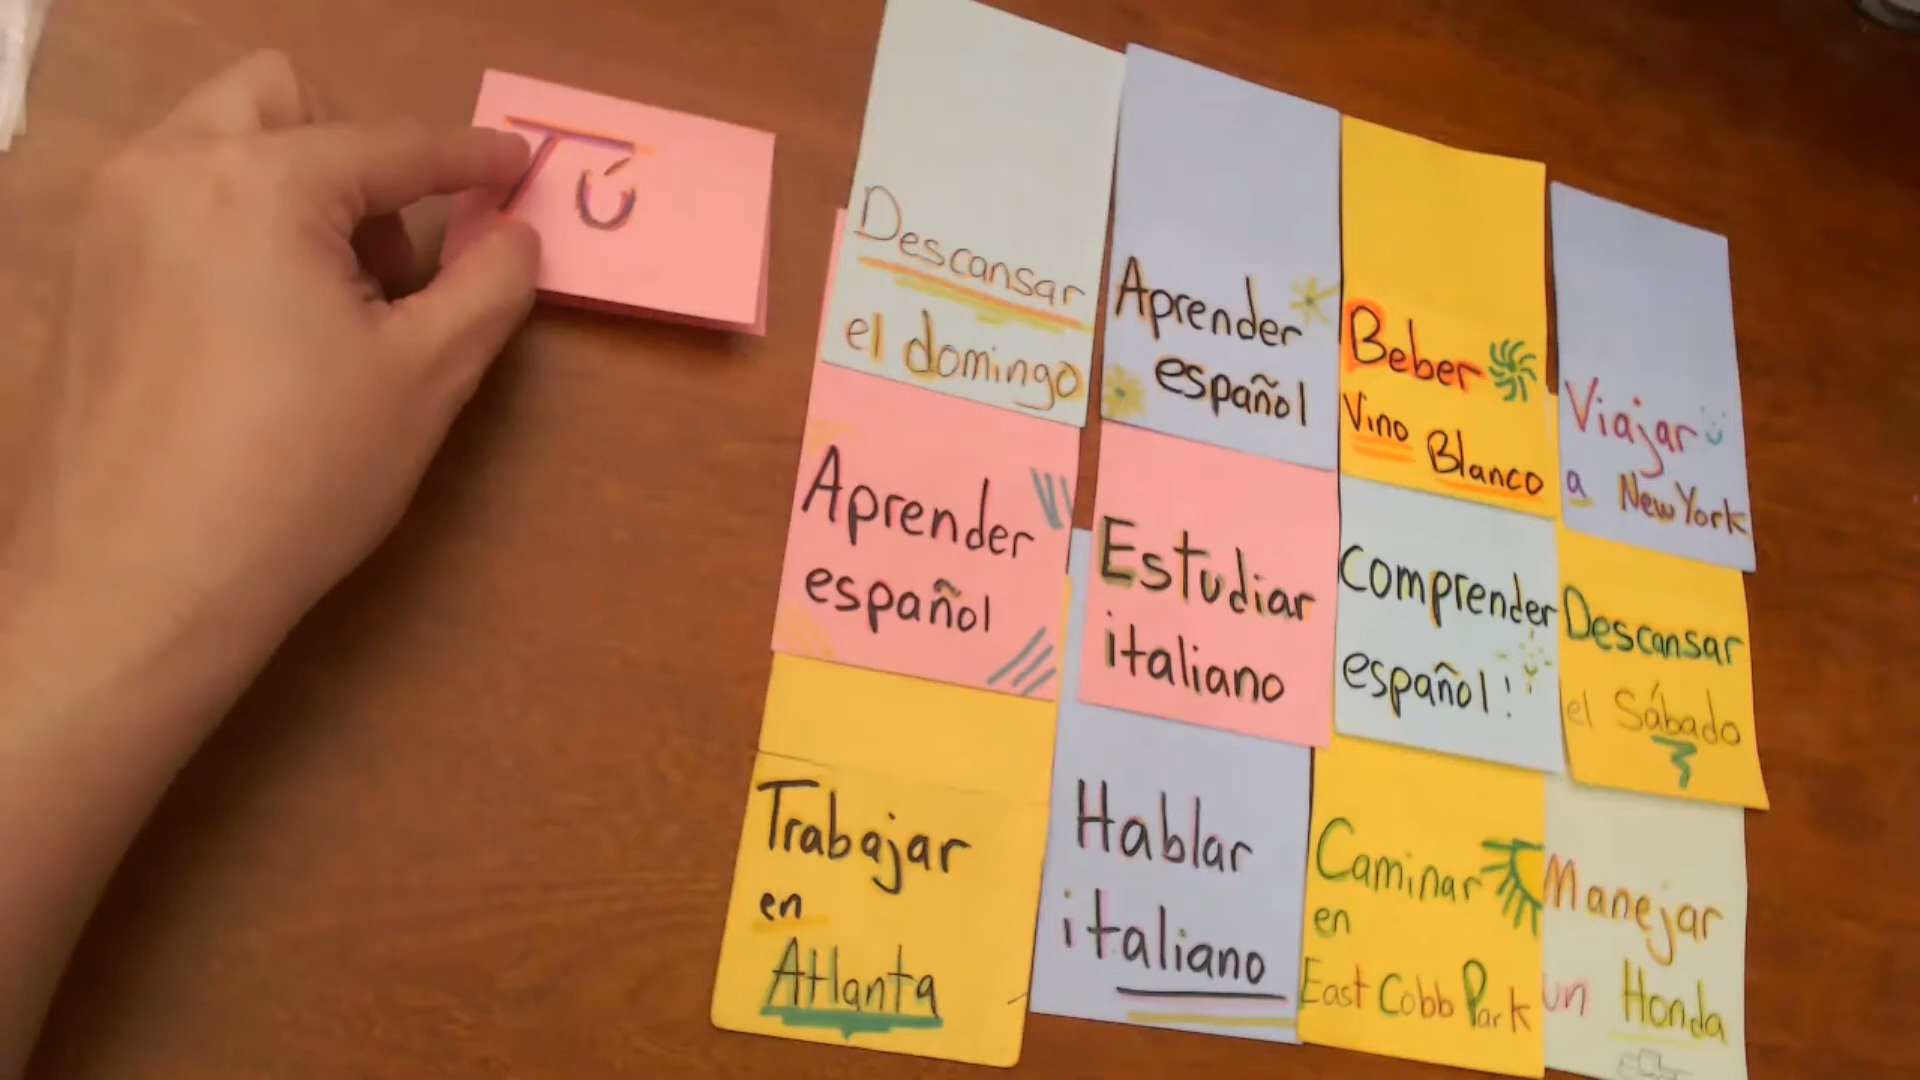 Tú
Descansar
el domingo
Aprender
español
Beber
Vino Blanco
Viajar
a New York
Aprender
español
Estudiar
italiano
Comprender
español!
Descansar
el Sábado
Trabajar
en
Atlanta
Hablar
italiano
Caminar
en
East Cobb Park
Manejar
un Honda